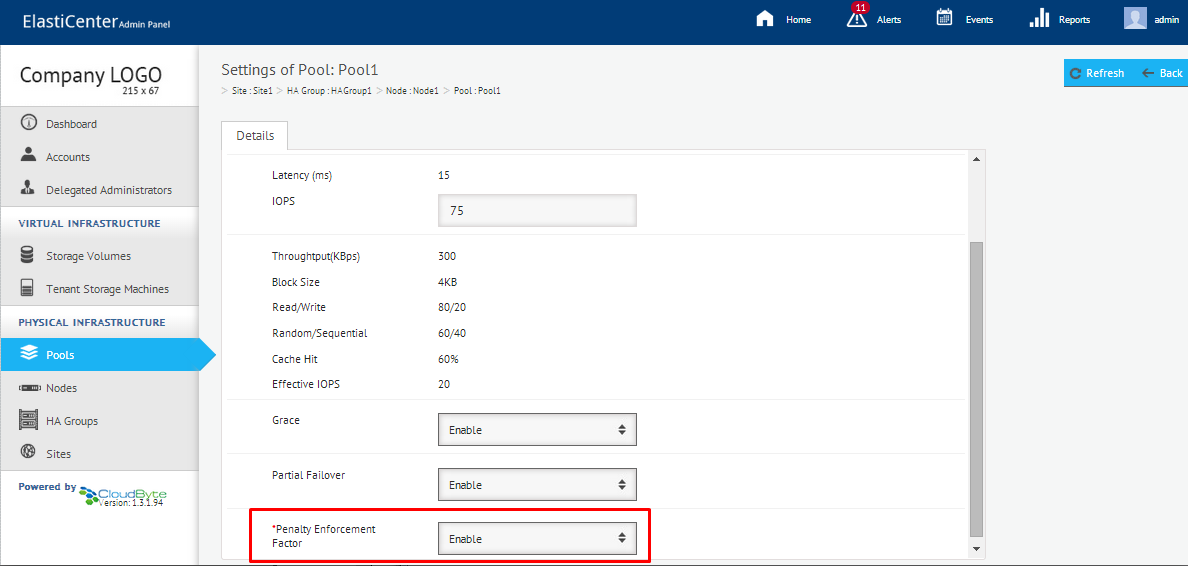 ElastiCenter Admin Panel
Home
11
Alerts
Events
Reports
admin
Company LOGO
215 x 67
Dashboard
Accounts
Delegated Administrators
VIRTUAL INFRASTRUCTURE
Storage Volumes
Tenant Storage Machines
PHYSICAL INFRASTRUCTURE
Pools
Nodes
HA Groups
Sites
Powered by CloudByte
Version: 1.3.1.94
Settings of Pool: Pool1
> Site : Site1 > HA Group : HAGroup1 > Node : Node1 > Pool : Pool1
Refresh
Back
Details
Latency (ms) 15
IOPS 75
Throughtput(KBps) 300
Block Size 4KB
Read/Write 80/20
Random/Sequential 60/40
Cache Hit 60%
Effective IOPS 20
Grace Enable
Partial Failover Enable
*Penalty Enforcement
Factor Enable